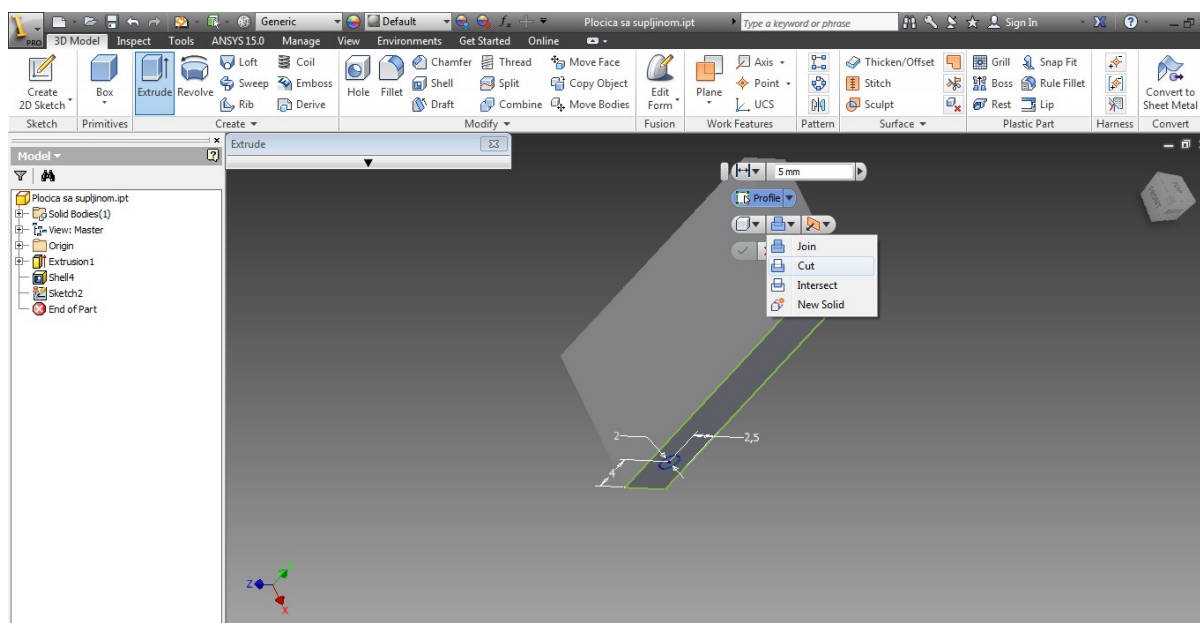 Generic
Default
Plocica sa supljinom.ipt
Type a keyword or phrase
Sign In
PRO
3D Model
Inspect
Tools
ANSYS 15.0
Manage
View
Environments
Get Started
Online
Create
2D Sketch
Box
Extrude
Revolve
Loft
Sweep
Rib
Coil
Emboss
Derive
Hole
Fillet
Chamfer
Shell
Draft
Thread
Split
Combine
Move Face
Copy Object
Move Bodies
Edit
Form
Plane
Axis
Point
UCS
Thicken/Offset
Stitch
Sculpt
Grill
Boss
Rest
Snap Fit
Rule Fillet
Lip
Convert to
Sheet Metal
Sketch
Primitives
Create
Modify
Fusion
Work Features
Pattern
Surface
Plastic Part
Harness
Convert
Model
Plocica sa supljinom.ipt
Solid Bodies(1)
View: Master
Origin
Extrusion1
Shell4
Sketch2
End of Part
Extrude
5 mm
Profile
Join
Cut
Intersect
New Solid
2
2,5
4
Z
X